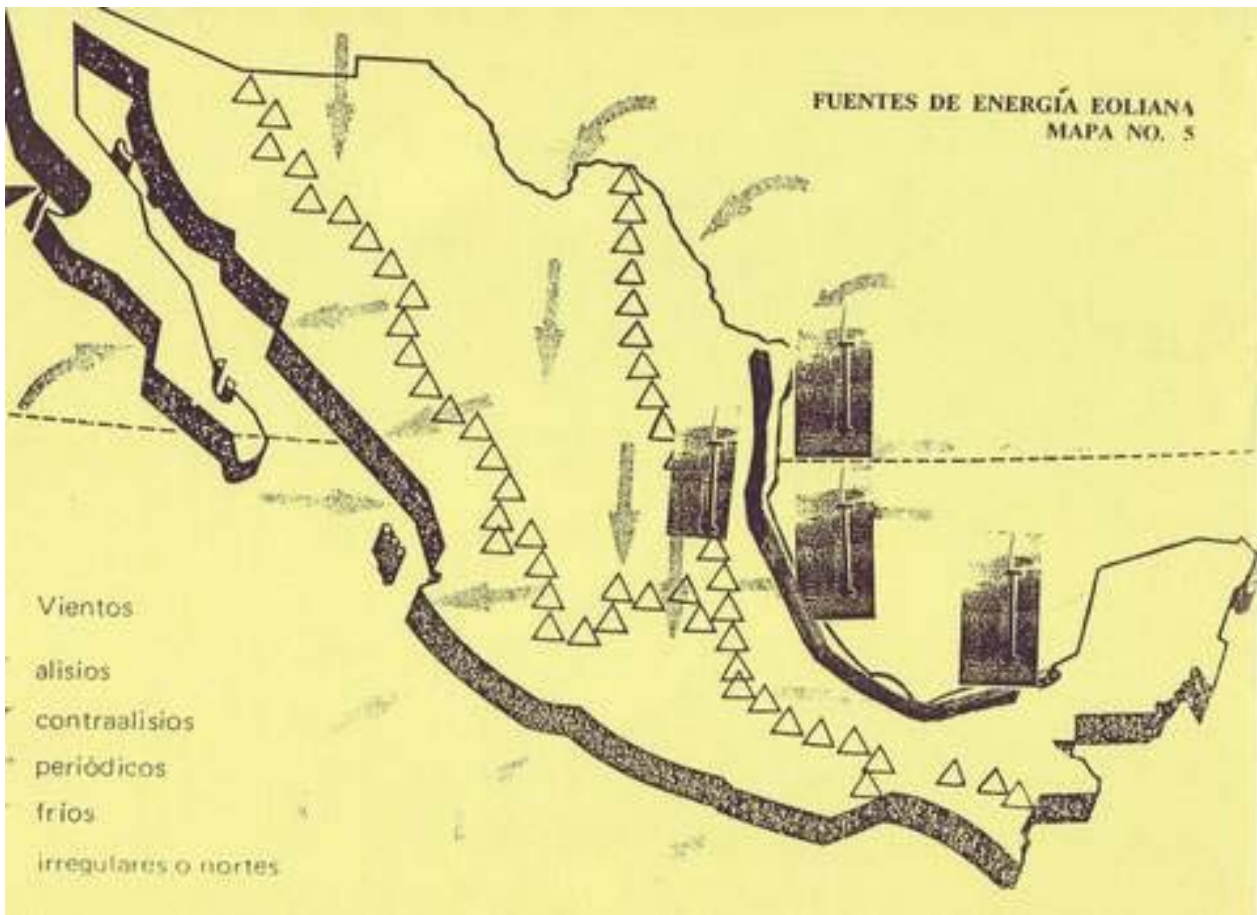 FUENTES DE ENERGÍA EOLIANA
MAPA NO. 5
Vientos
alisios
contraalisios
periódicos
fríos
irregulares o nortes